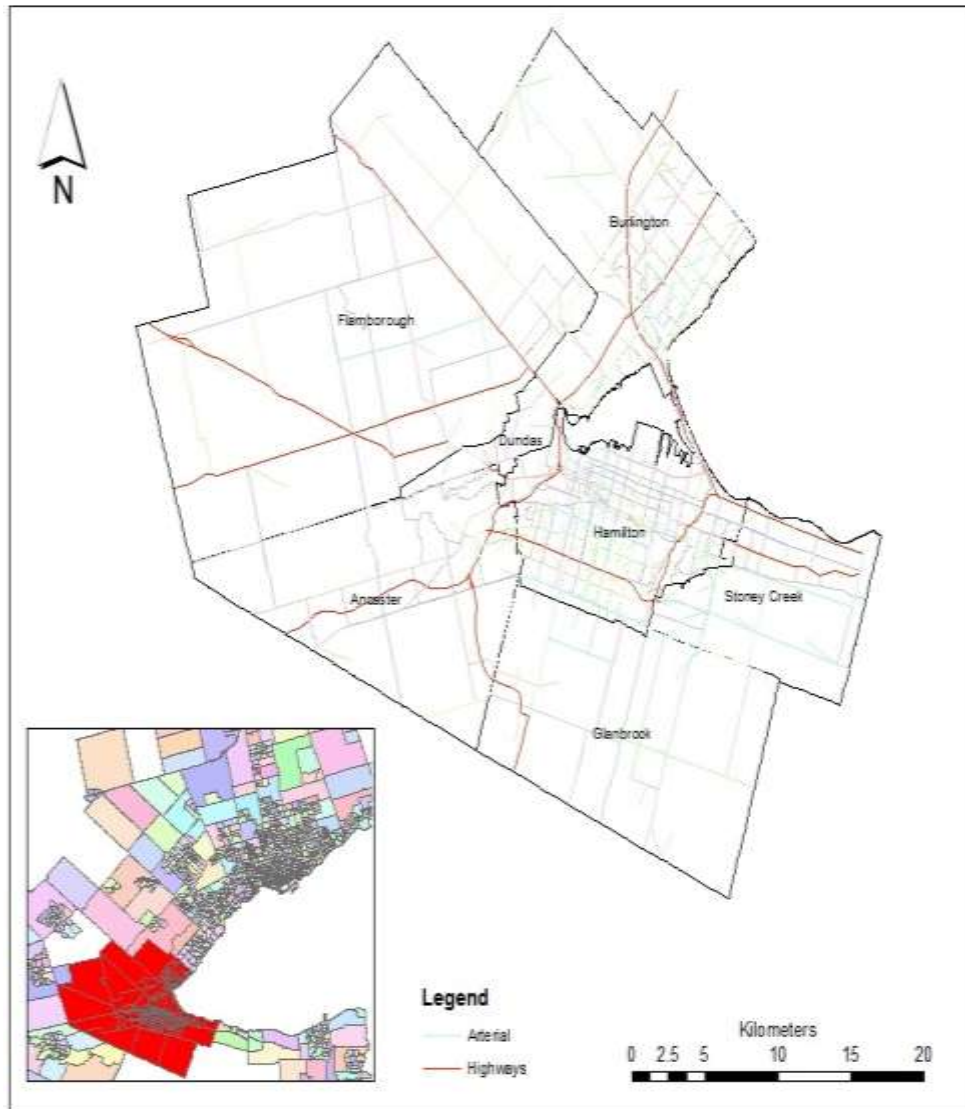 N
Burlington
Flamborough
Dundas
Hamilton
Ancaster
Stoney Creek
Glanbrook
Legend
Arterial
Highways
Kilometers
0 2.5 5 10 15 20